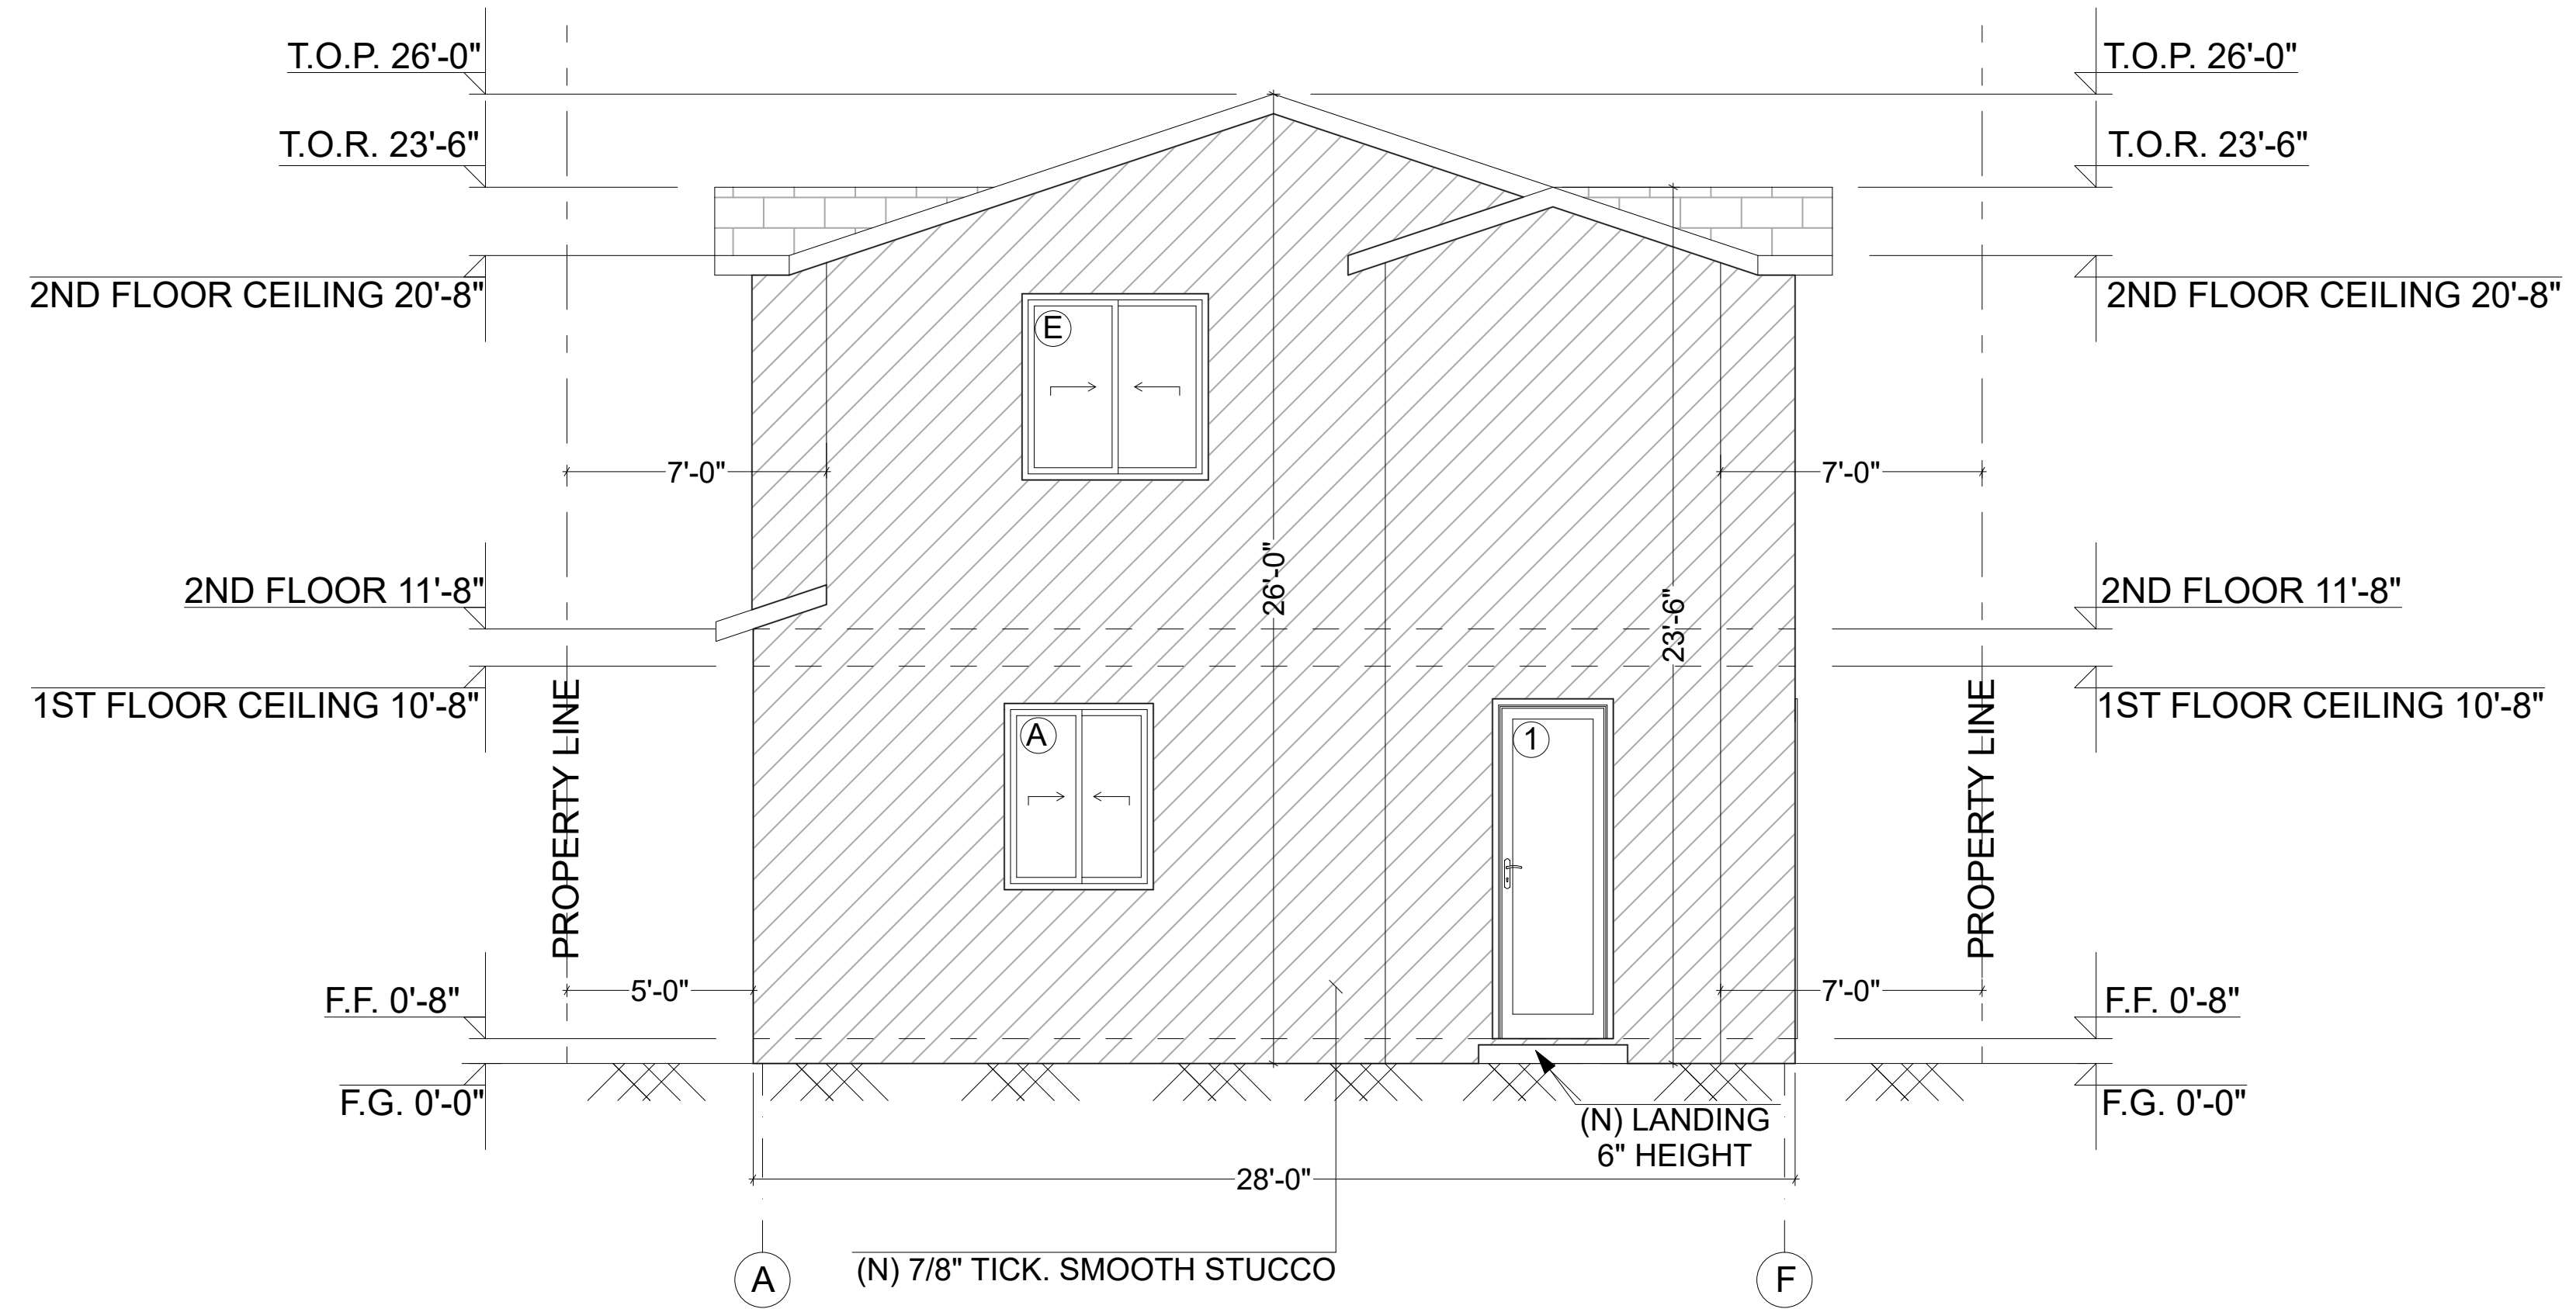 T.O.P. 26'-0"
T.O.P. 26'-0"
T.O.R. 23'-6"
T.O.R. 23'-6"
2ND FLOOR CEILING 20'-8"
2ND FLOOR CEILING 20'-8"
E
7'-0"
7'-0"
26'-0"
23'-6"
2ND FLOOR 11'-8"
2ND FLOOR 11'-8"
1ST FLOOR CEILING 10'-8"
1ST FLOOR CEILING 10'-8"
PROPERTY LINE
PROPERTY LINE
A
1
5'-0"
7'-0"
F.F. 0'-8"
F.F. 0'-8"
F.G. 0'-0"
F.G. 0'-0"
(N) LANDING
6" HEIGHT
28'-0"
(N) 7/8" TICK. SMOOTH STUCCO
A
F